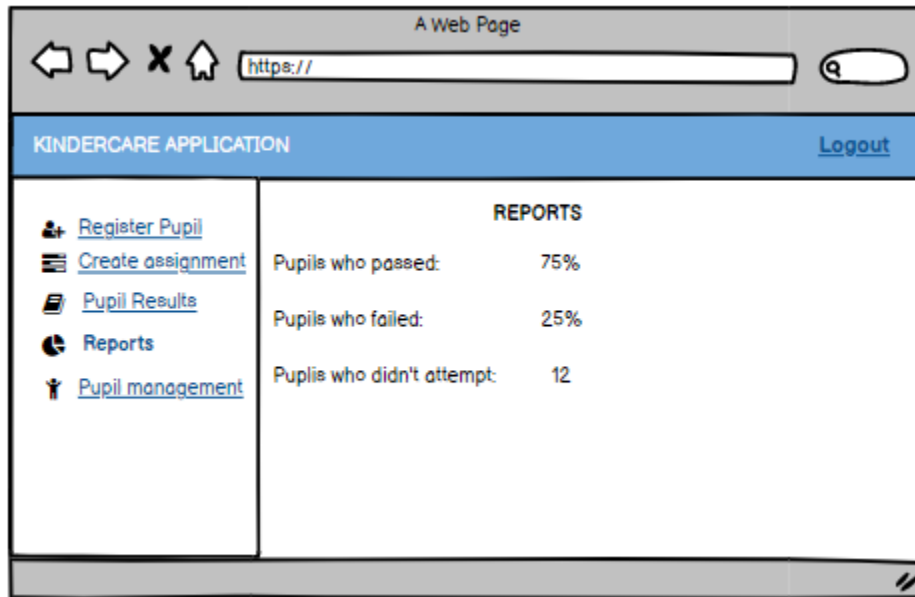 A Web Page
https://
KINDERCARE APPLICATION
Logout
Register Pupil
Create assignment
Pupil Results
Reports
Pupil management
REPORTS
Pupils who passed: 75%
Pupils who failed: 25%
Puplis who didn't attempt: 12